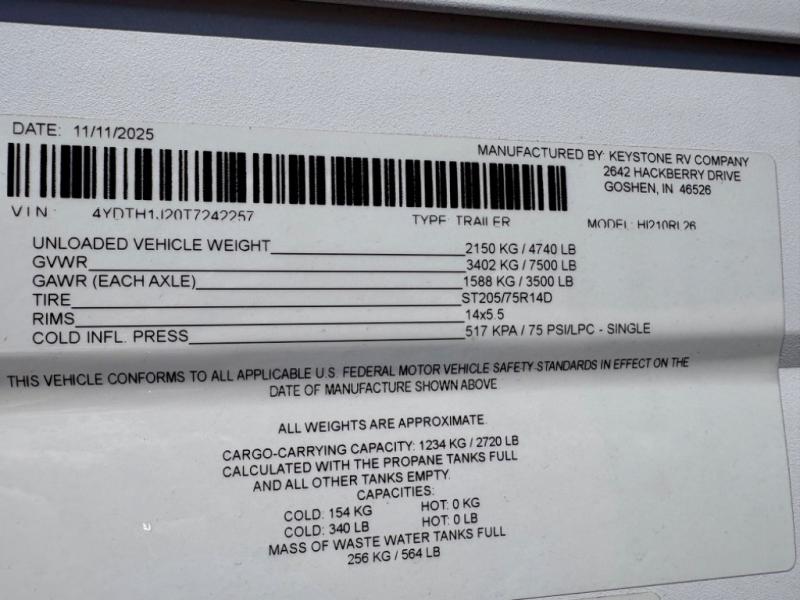 DATE: 11/11/2025
MANUFACTURED BY: KEYSTONE RV COMPANY
2642 HACKBERRY DRIVE
GOSHEN, IN 46526
VIN: 4YDTH1J20T7242257 TYPE: TRAILER MODEL: HI210RL26
UNLOADED VEHICLE WEIGHT 2150 KG / 4740 LB
GVWR 3402 KG / 7500 LB
GAWR (EACH AXLE) 1588 KG / 3500 LB
TIRE ST205/75R14D
RIMS 14x5.5
COLD INFL. PRESS 517 KPA / 75 PSI/LPC - SINGLE
THIS VEHICLE CONFORMS TO ALL APPLICABLE U.S. FEDERAL MOTOR VEHICLE SAFETY STANDARDS IN EFFECT ON THE
DATE OF MANUFACTURE SHOWN ABOVE
ALL WEIGHTS ARE APPROXIMATE.
CARGO-CARRYING CAPACITY: 1234 KG / 2720 LB
CALCULATED WITH THE PROPANE TANKS FULL
AND ALL OTHER TANKS EMPTY.
CAPACITIES:
COLD: 154 KG HOT: 0 KG
COLD: 340 LB HOT: 0 LB
MASS OF WASTE WATER TANKS FULL
256 KG / 564 LB